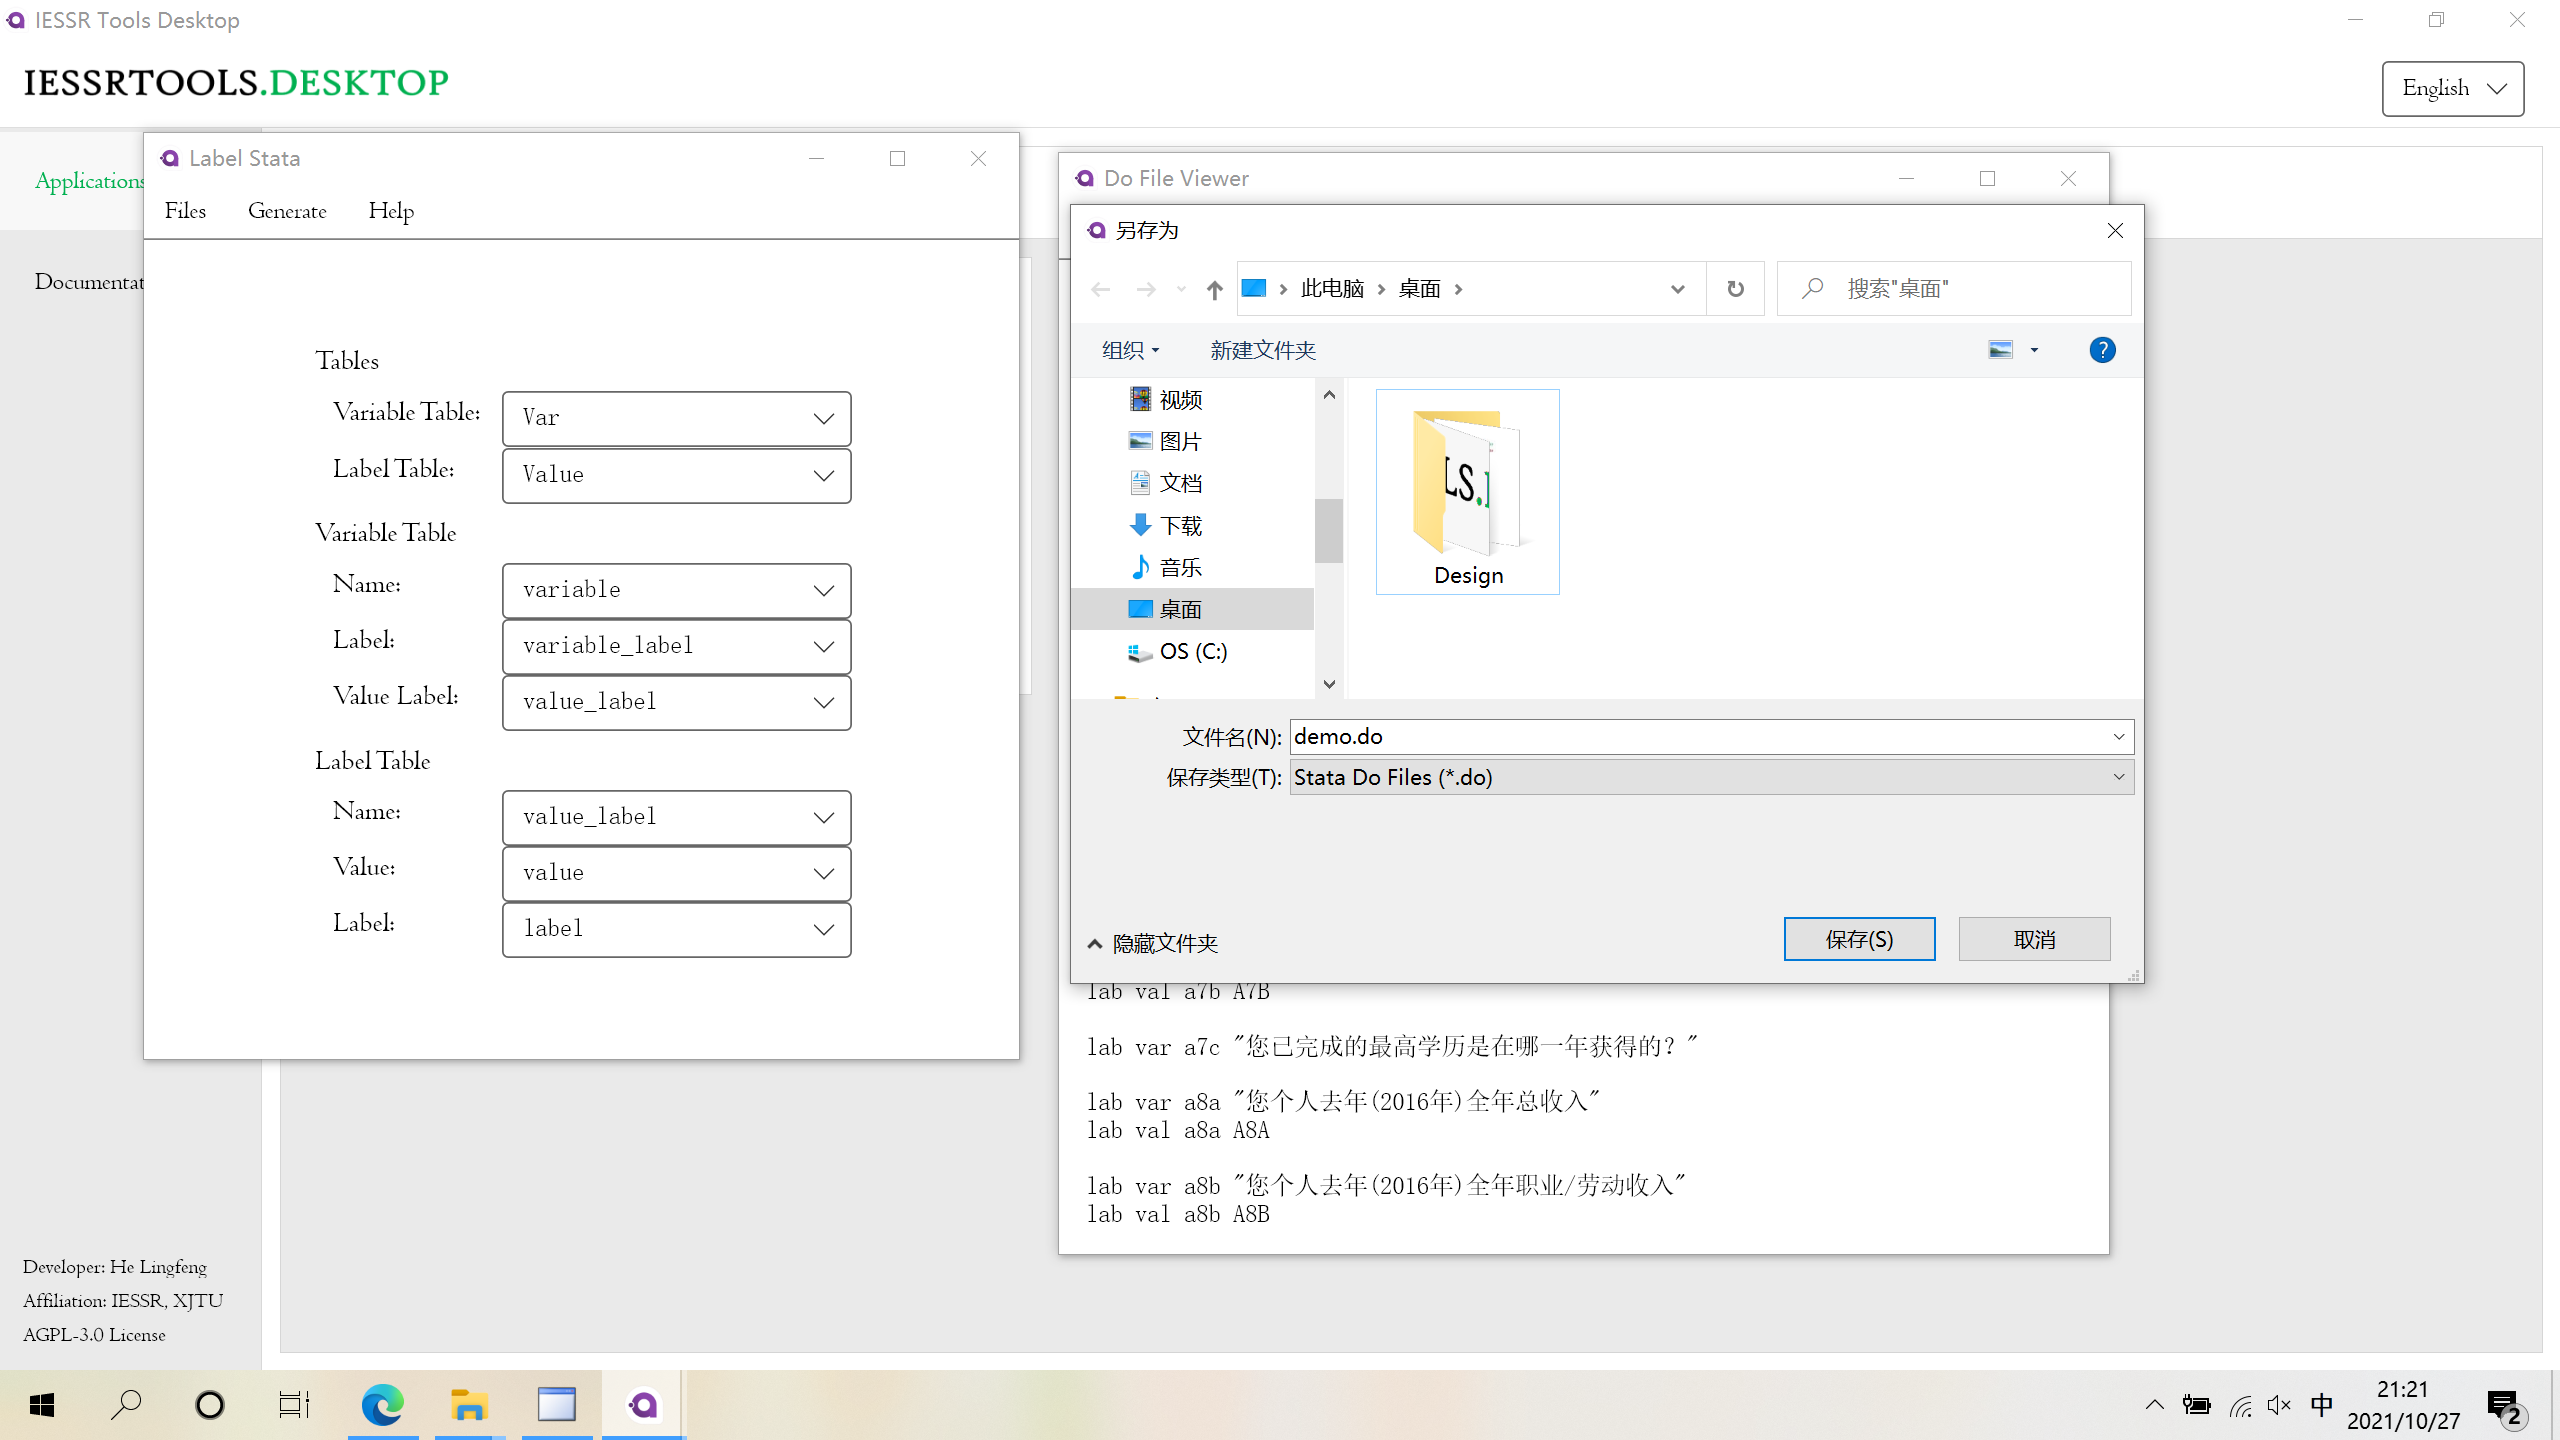 IESSR Tools Desktop
IESSRTOOLS.DESKTOP
English
Applications
Documentat
Label Stata
Files Generate Help
Tables
Variable Table: Var
Label Table: Value
Variable Table
Name: variable
Label: variable_label
Value Label: value_label
Label Table
Name: value_label
Value: value
Label: label
Do File Viewer
另存为
此电脑 桌面
搜索"桌面"
组织 新建文件夹
视频
图片
文档
下载
音乐
桌面
OS (C:)
LS.
Design
文件名(N): demo.do
保存类型(T): Stata Do Files (*.do)
隐藏文件夹
保存(S) 取消
lab val a7b A7B
lab var a7c "您已完成的最高学历是在哪一年获得的？"
lab var a8a "您个人去年(2016年)全年总收入"
lab val a8a A8A
lab var a8b "您个人去年(2016年)全年职业/劳动收入"
lab val a8b A8B
Developer: He Lingfeng
Affiliation: IESSR, XJTU
AGPL-3.0 License
中
21:21
2021/10/27
2